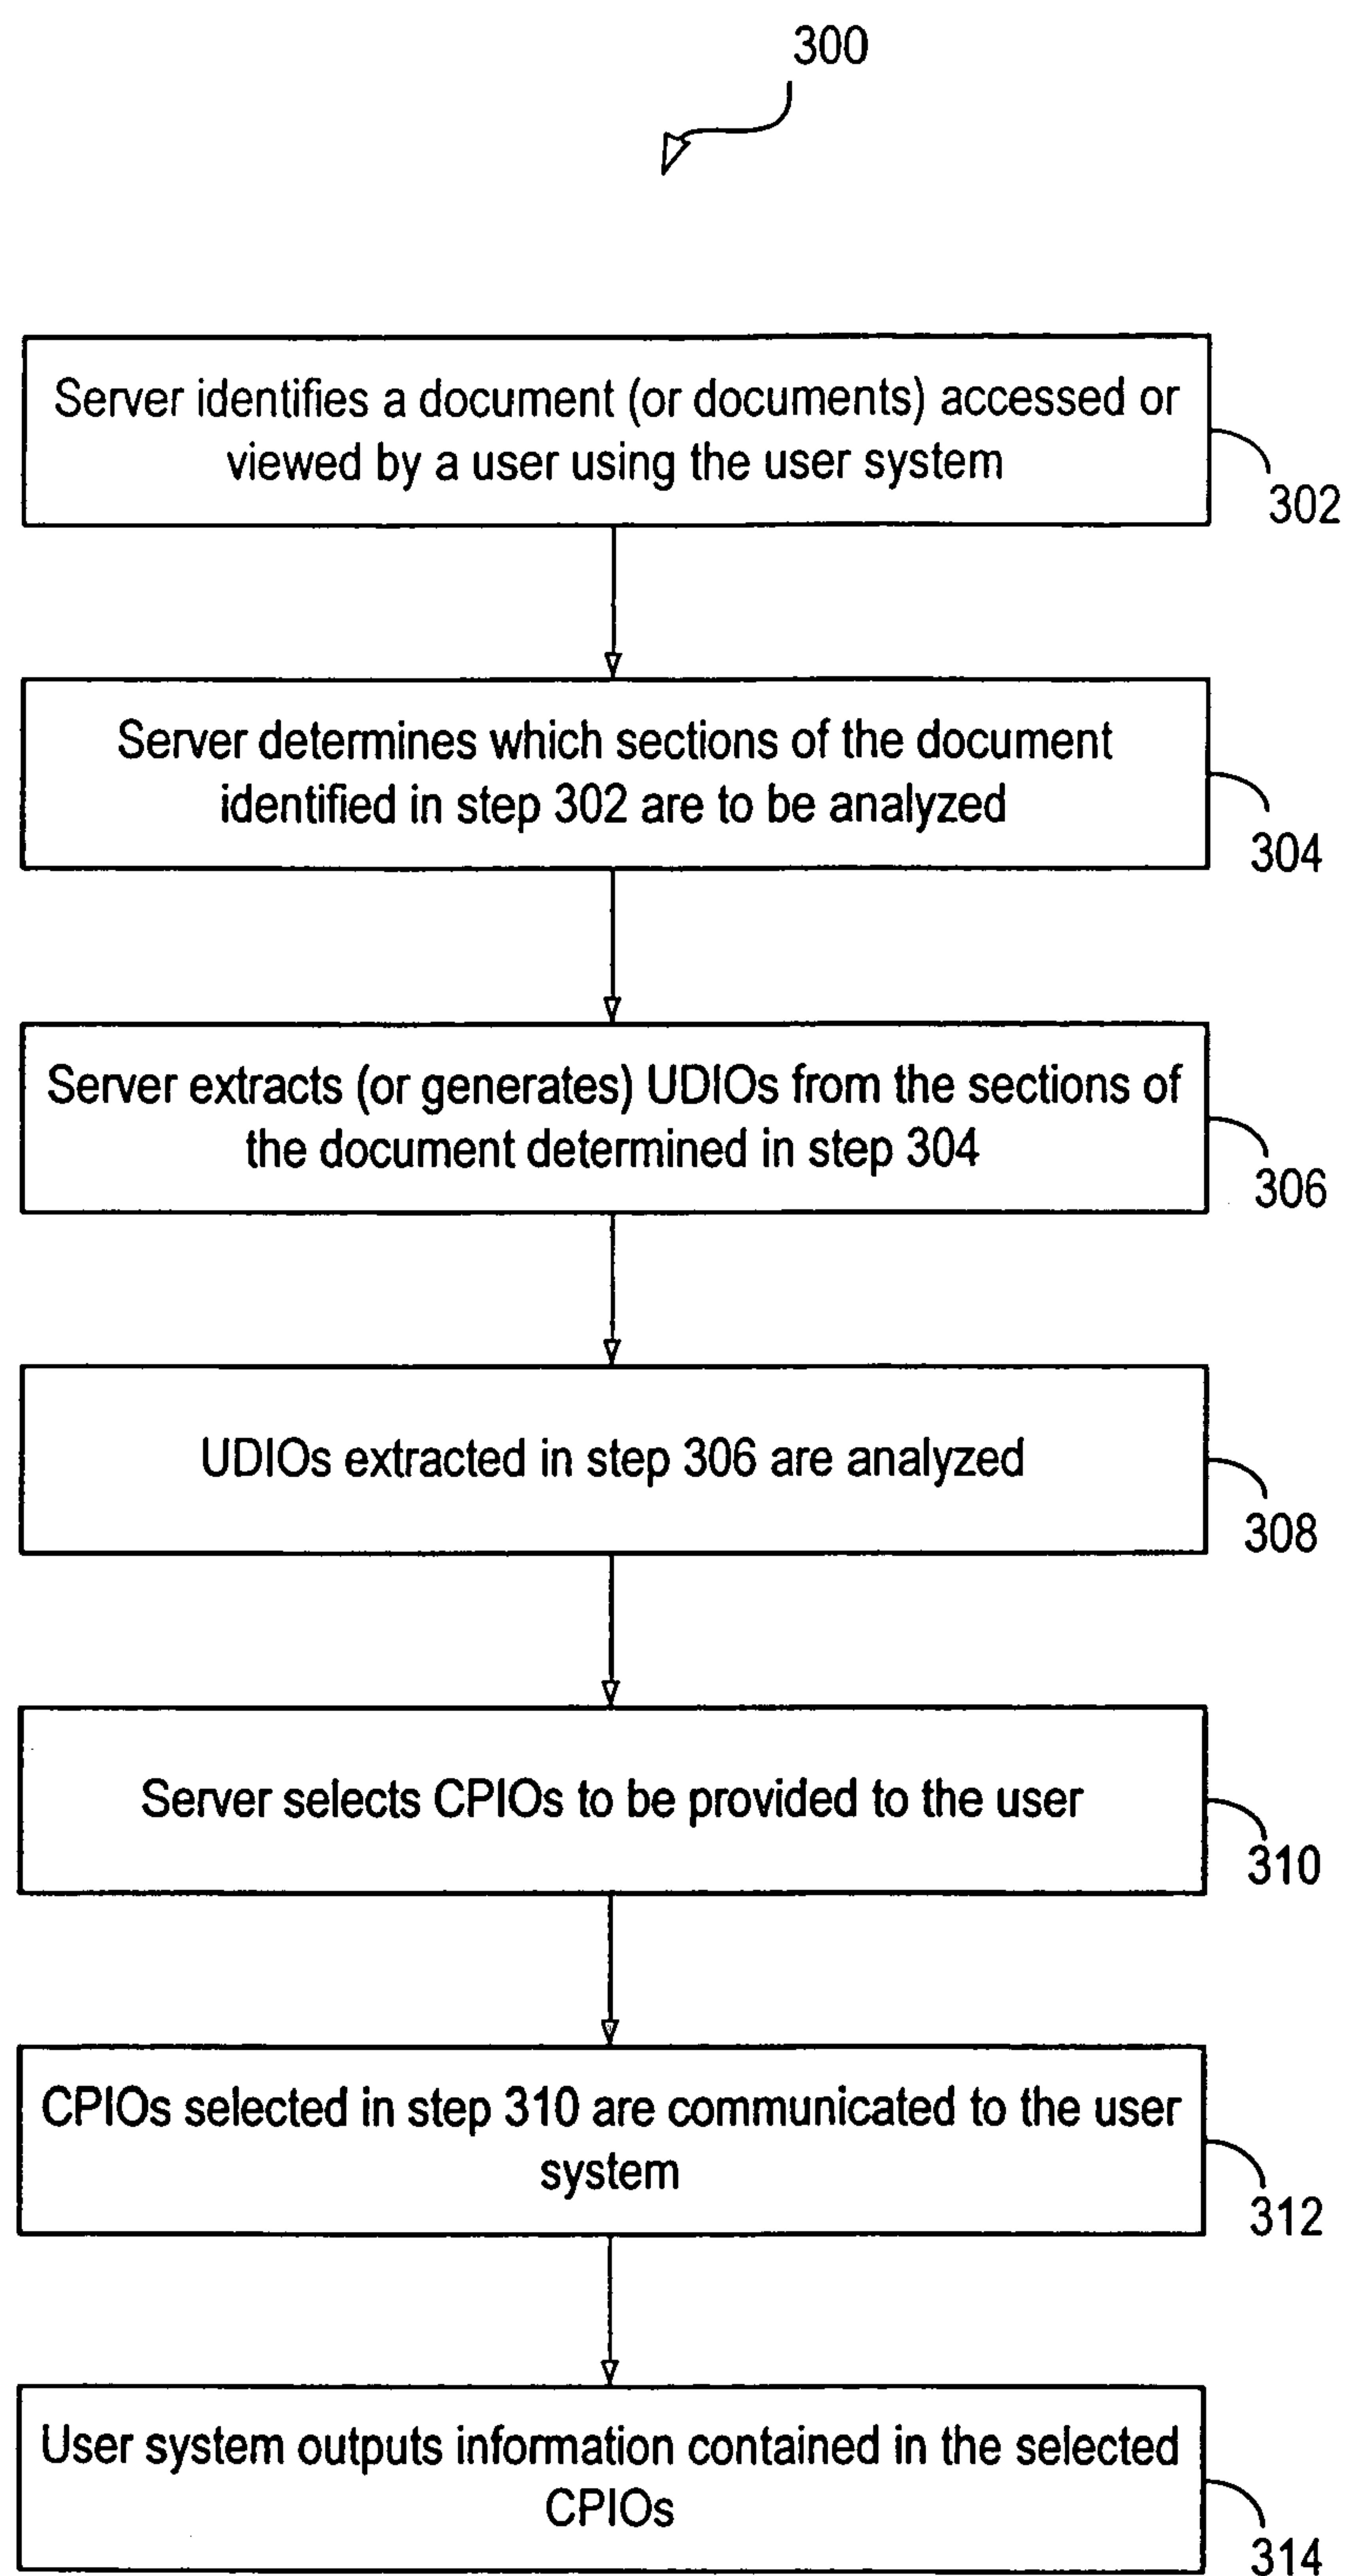 300
Server identifies a document (or documents) accessed or
viewed by a user using the user system
302
Server determines which sections of the document
identified in step 302 are to be analyzed
304
Server extracts (or generates) UDIOs from the sections of
the document determined in step 304
306
UDIOs extracted in step 306 are analyzed
308
Server selects CPIOs to be provided to the user
310
CPIOs selected in step 310 are communicated to the user
system
312
User system outputs information contained in the selected
CPIOs
314